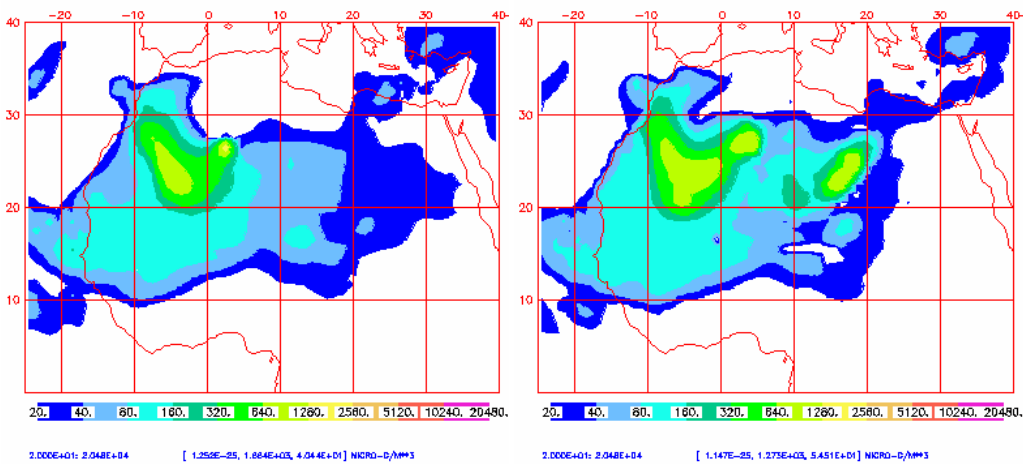 -20 -10 0 10 20 30 40
40
30
20
10
20. 40. 80. 160. 320. 640. 1280. 2560. 5120. 10240. 20480.
2.000E+01: 2.048E+04 [ 1.252E-25, 1.664E+03, 4.044E+01] MICRO-G/M**3
40- -20 -10 0 10 20 30 40-
30
20
10
20. 40. 80. 160. 320. 640. 1280. 2560. 5120. 10240. 20480.
2.000E+01: 2.048E+04 [ 1.147E-25, 1.273E+03, 5.451E+01] MICRO-G/M**3